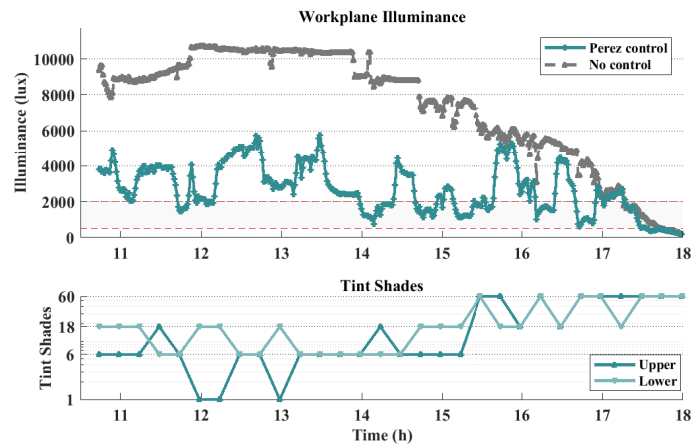 Workplane Illuminance
Illuminance (lux)
10000
8000
6000
4000
2000
0
Perez control
No control
11 12 13 14 15 16 17 18
Tint Shades
Tint Shades
60
18
6
1
Upper
Lower
11 12 13 14 15 16 17 18
Time (h)